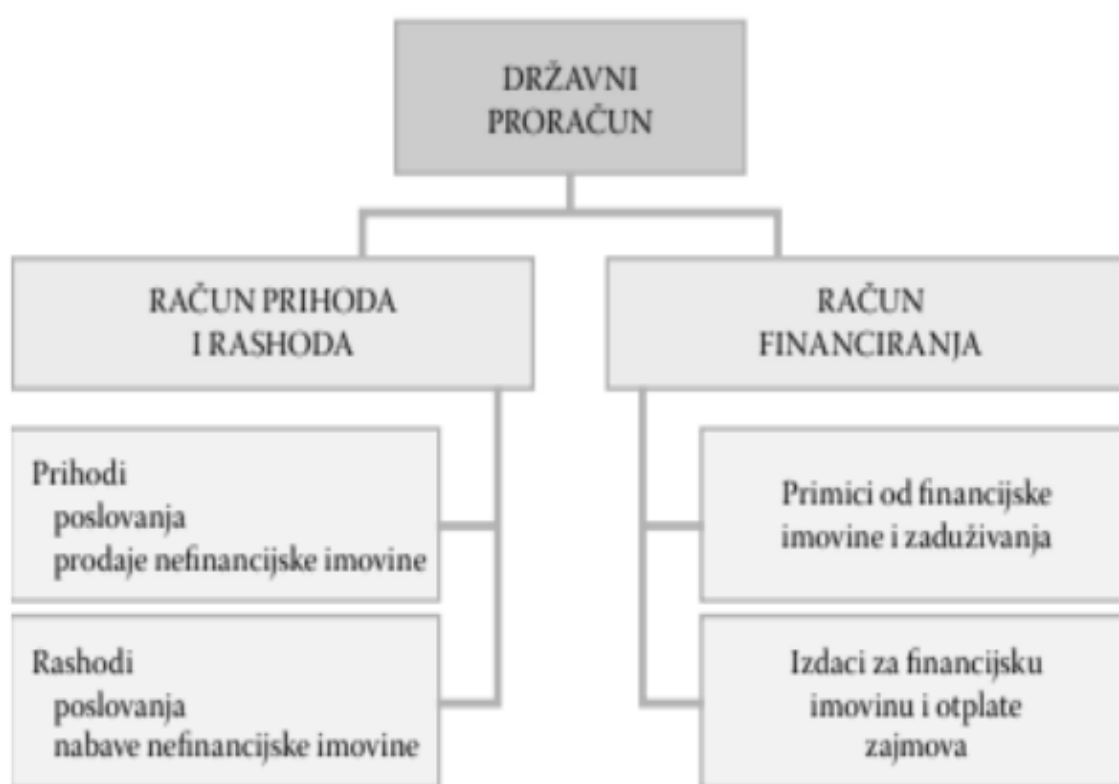 DRŽAVNI
PRORAČUN
RAČUN PRIHODA
I RASHODA
RAČUN
FINANCIRANJA
Prihodi
poslovanja
prodaje nefinancijske imovine
Primici od financijske
imovine i zaduživanja
Rashodi
poslovanja
nabave nefinancijske imovine
Izdaci za financijsku
imovinu i otplate
zajmova